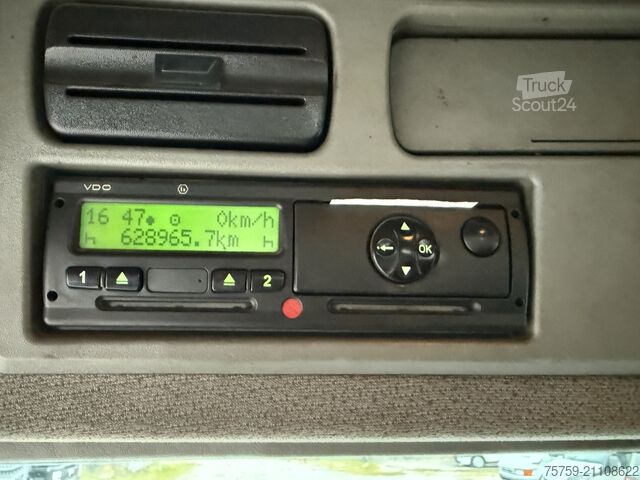 Truck
Scout24
VDO
16 47 0km/h
h 628965.7km h
1 2
OK
75759-21108622